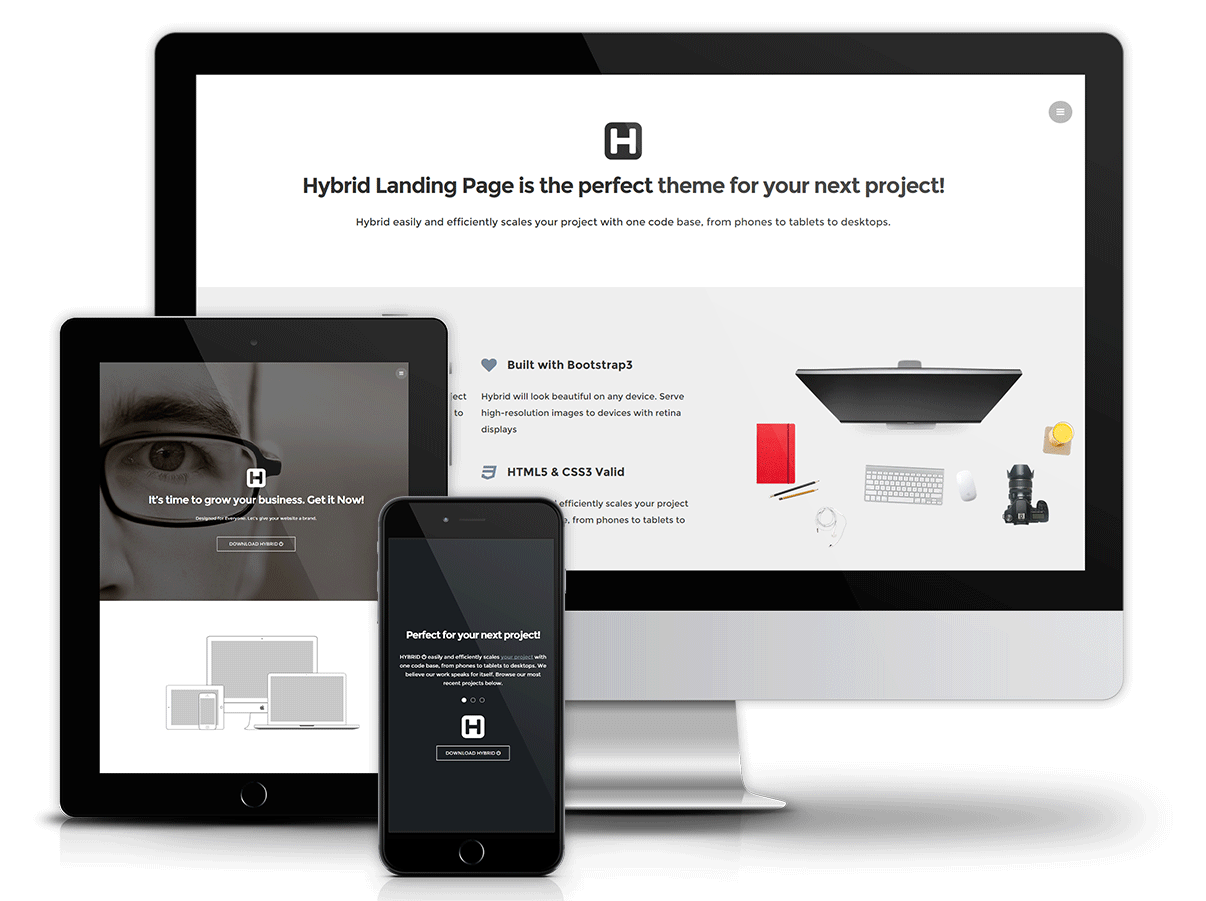 H
Hybrid Landing Page is the perfect theme for your next project!
Hybrid easily and efficiently scales your project with one code base, from phones to tablets to desktops.
ject
to
Built with Bootstrap3
Hybrid will look beautiful on any device. Serve
high-resolution images to devices with retina
displays
HTML5 & CSS3 Valid
efficiently scales your project
, from phones to tablets to
H
It's time to grow your business. Get it Now!
Designed for Everyone. Let's give your website a brand.
DOWNLOAD HYBRID
Perfect for your next project!
HYBRID easily and efficiently scales your project with
one code base, from phones to tablets to desktops. We
believe our work speaks for itself. Browse our most
recent projects below.
H
DOWNLOAD HYBRID